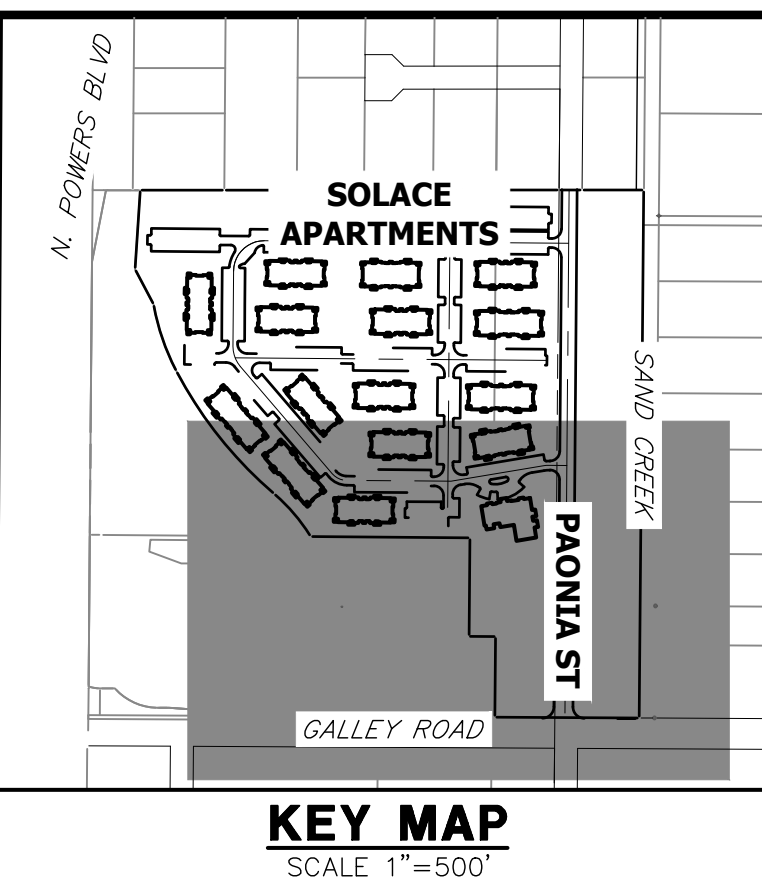 N. POWERS BLVD
SOLACE
APARTMENTS
SAND CREEK
PAONIA ST
GALLEY ROAD
KEY MAP
SCALE 1"=500'